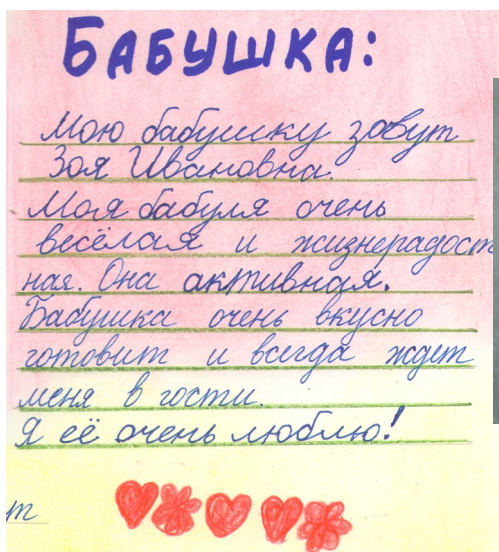 БАБУШКА:
Мою бабушку зовут
Зоя Ивановна.
Моя бабуля очень
весёлая и жизнерадост
ная. Она активная.
Бабушка очень вкусно
готовит и всегда ждет
меня в гости.
Я её очень люблю!
т